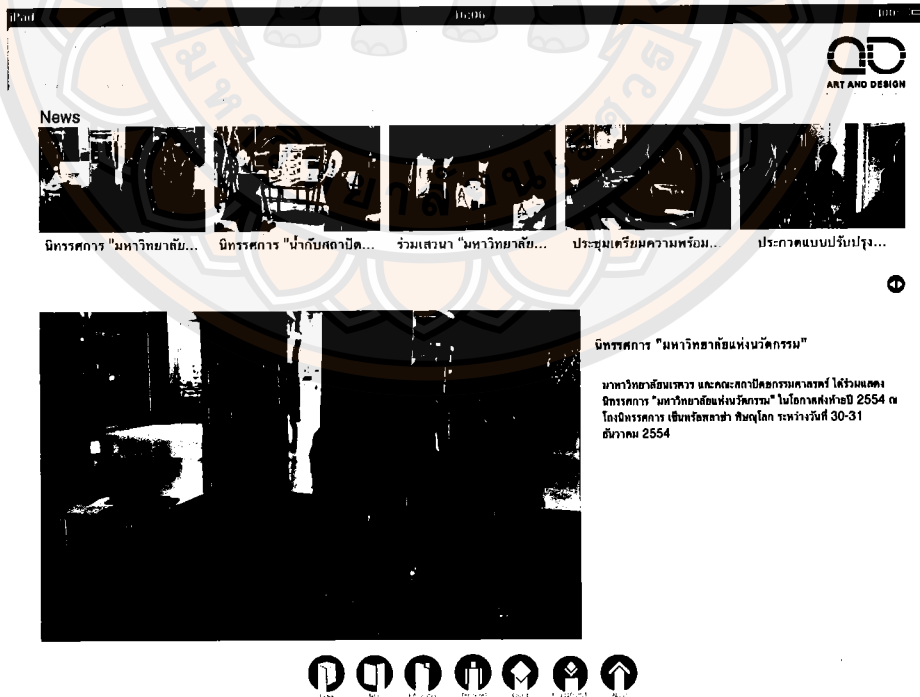 iPad
16:06
ART AND DESIGN
News
นิทรรศการ "มหาวิทยาลัย...
นิทรรศการ "น้ำกับสถาปัต...
ร่วมเสวนา "มหาวิทยาลัย...
ประชุมเตรียมความพร้อม...
ประกวดแบบปรับปรุง...
นิทรรศการ "มหาวิทยาลัยแห่งนวัตกรรม"
มาหาวิทยาลัยนเรศวร และคณะสถาปัตยกรรมศาสตร์ ได้ร่วมแสดง
นิทรรศการ "มหาวิทยาลัยแห่งนวัตกรรม" ในโอกาสส่งท้ายปี 2554 ณ
โถงนิทรรศการ เซ็นทรัลพลาซ่า พิษณุโลก ระหว่างวันที่ 30-31
ธันวาคม 2554